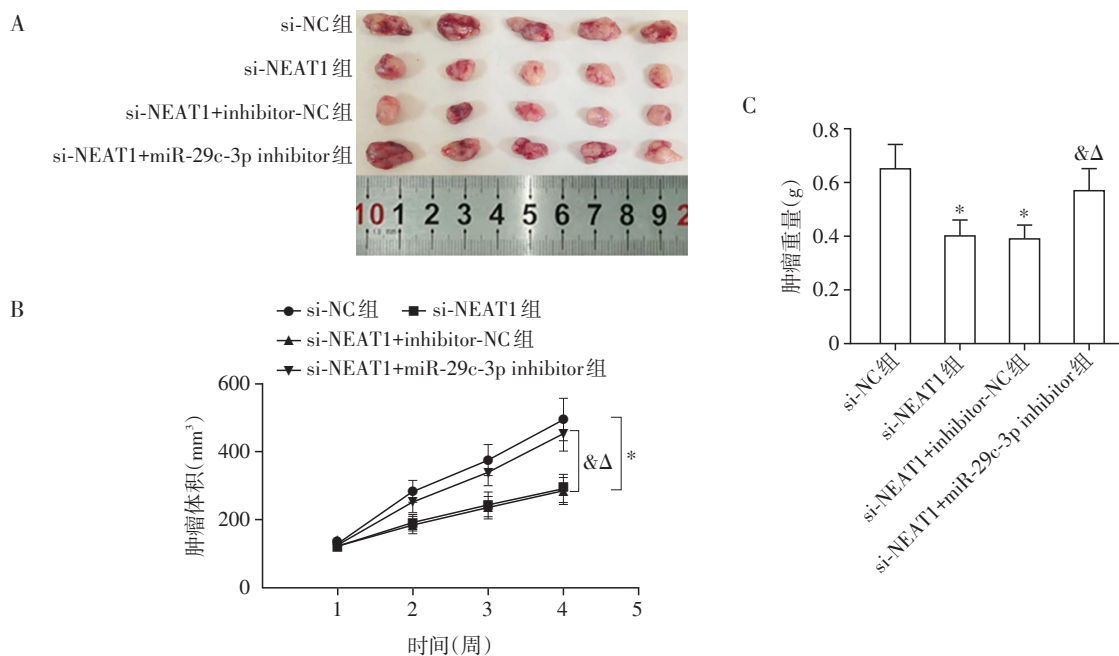 A
si-NC组
si-NEAT1组
si-NEAT1+inhibitor-NC组
si-NEAT1+miR-29c-3p inhibitor组
10 1 2 3 4 5 6 7 8 9 2
B
si-NC组 si-NEAT1组
si-NEAT1+inhibitor-NC组
si-NEAT1+miR-29c-3p inhibitor组
肿瘤体积(mm³)
600
400
200
0
&Δ
*
1 2 3 4 5
时间(周)
C
肿瘤重量(g)
0.8
0.6
0.4
0.2
0
*
*
&Δ
si-NC组
si-NEAT1组
si-NEAT1+inhibitor-NC组
si-NEAT1+miR-29c-3p inhibitor组